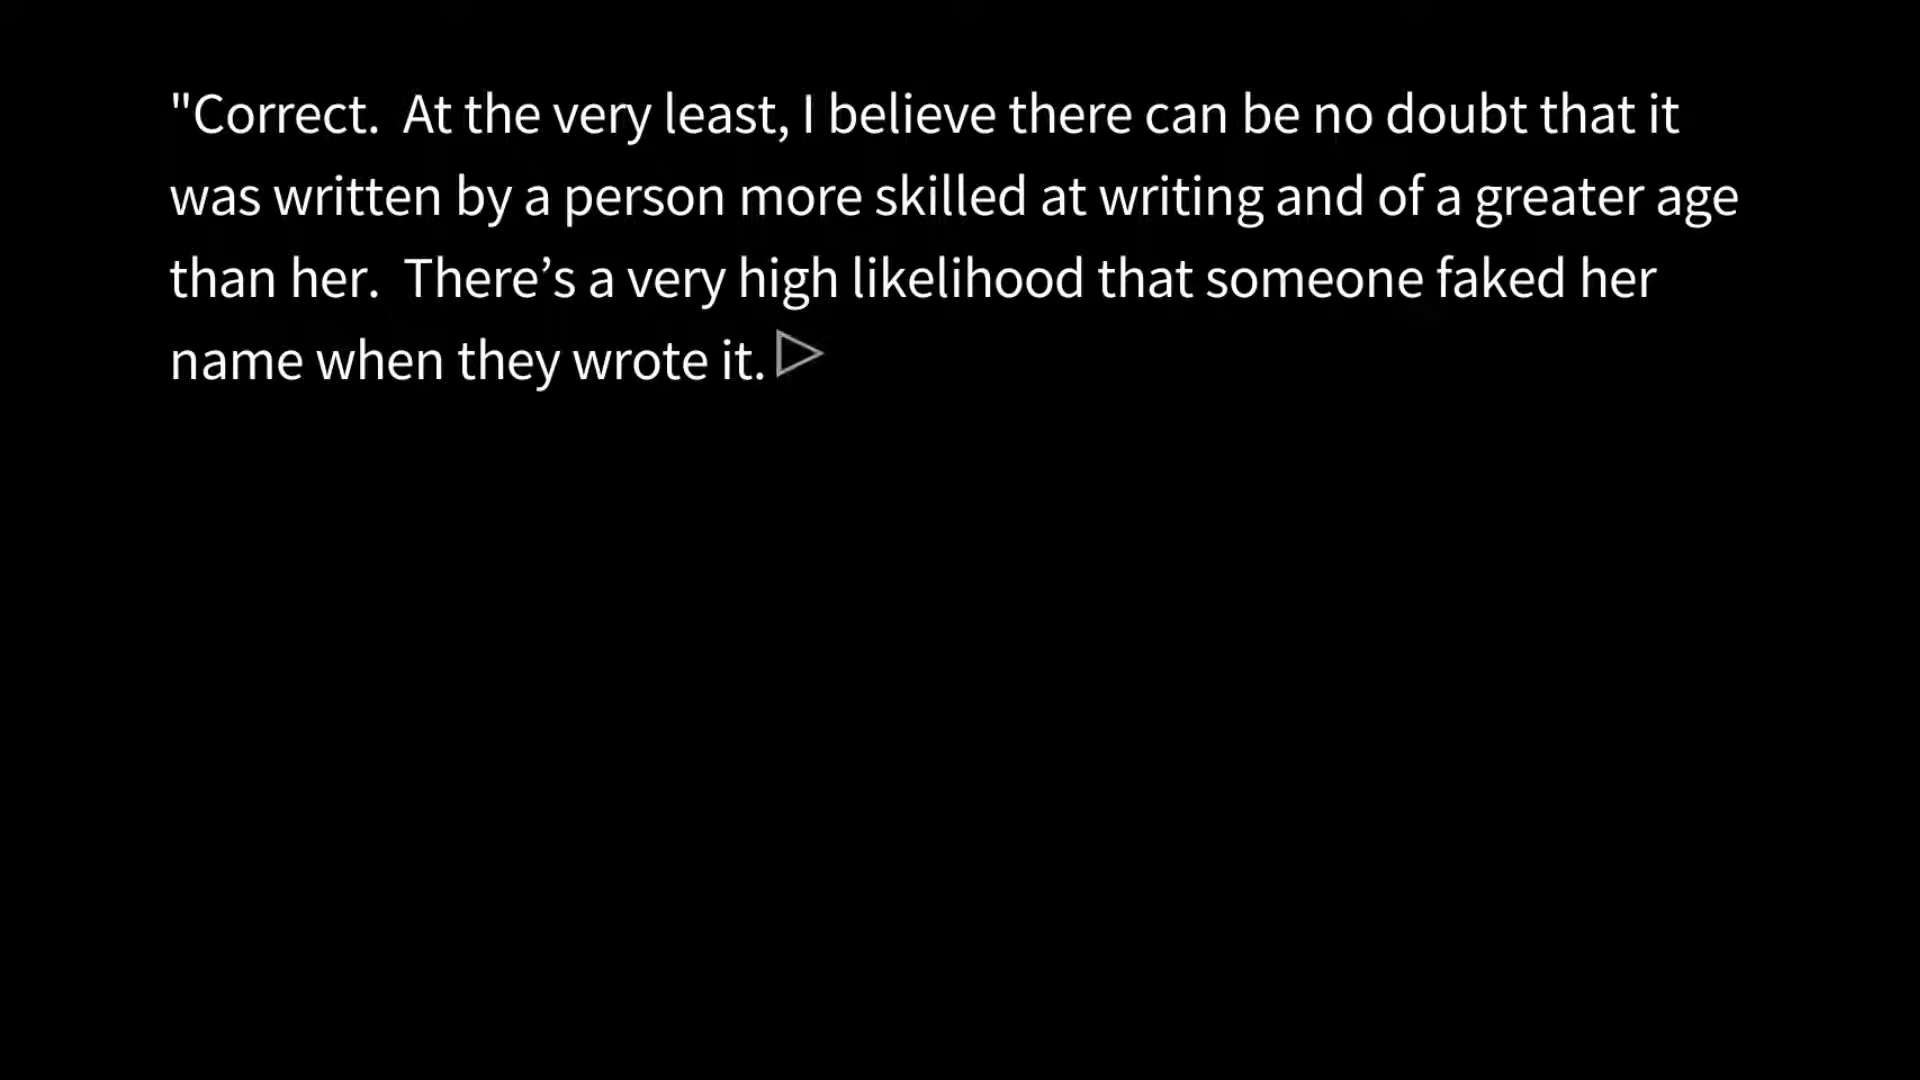 "Correct.  At the very least, I believe there can be no doubt that it
was written by a person more skilled at writing and of a greater age
than her.  There’s a very high likelihood that someone faked her
name when they wrote it.